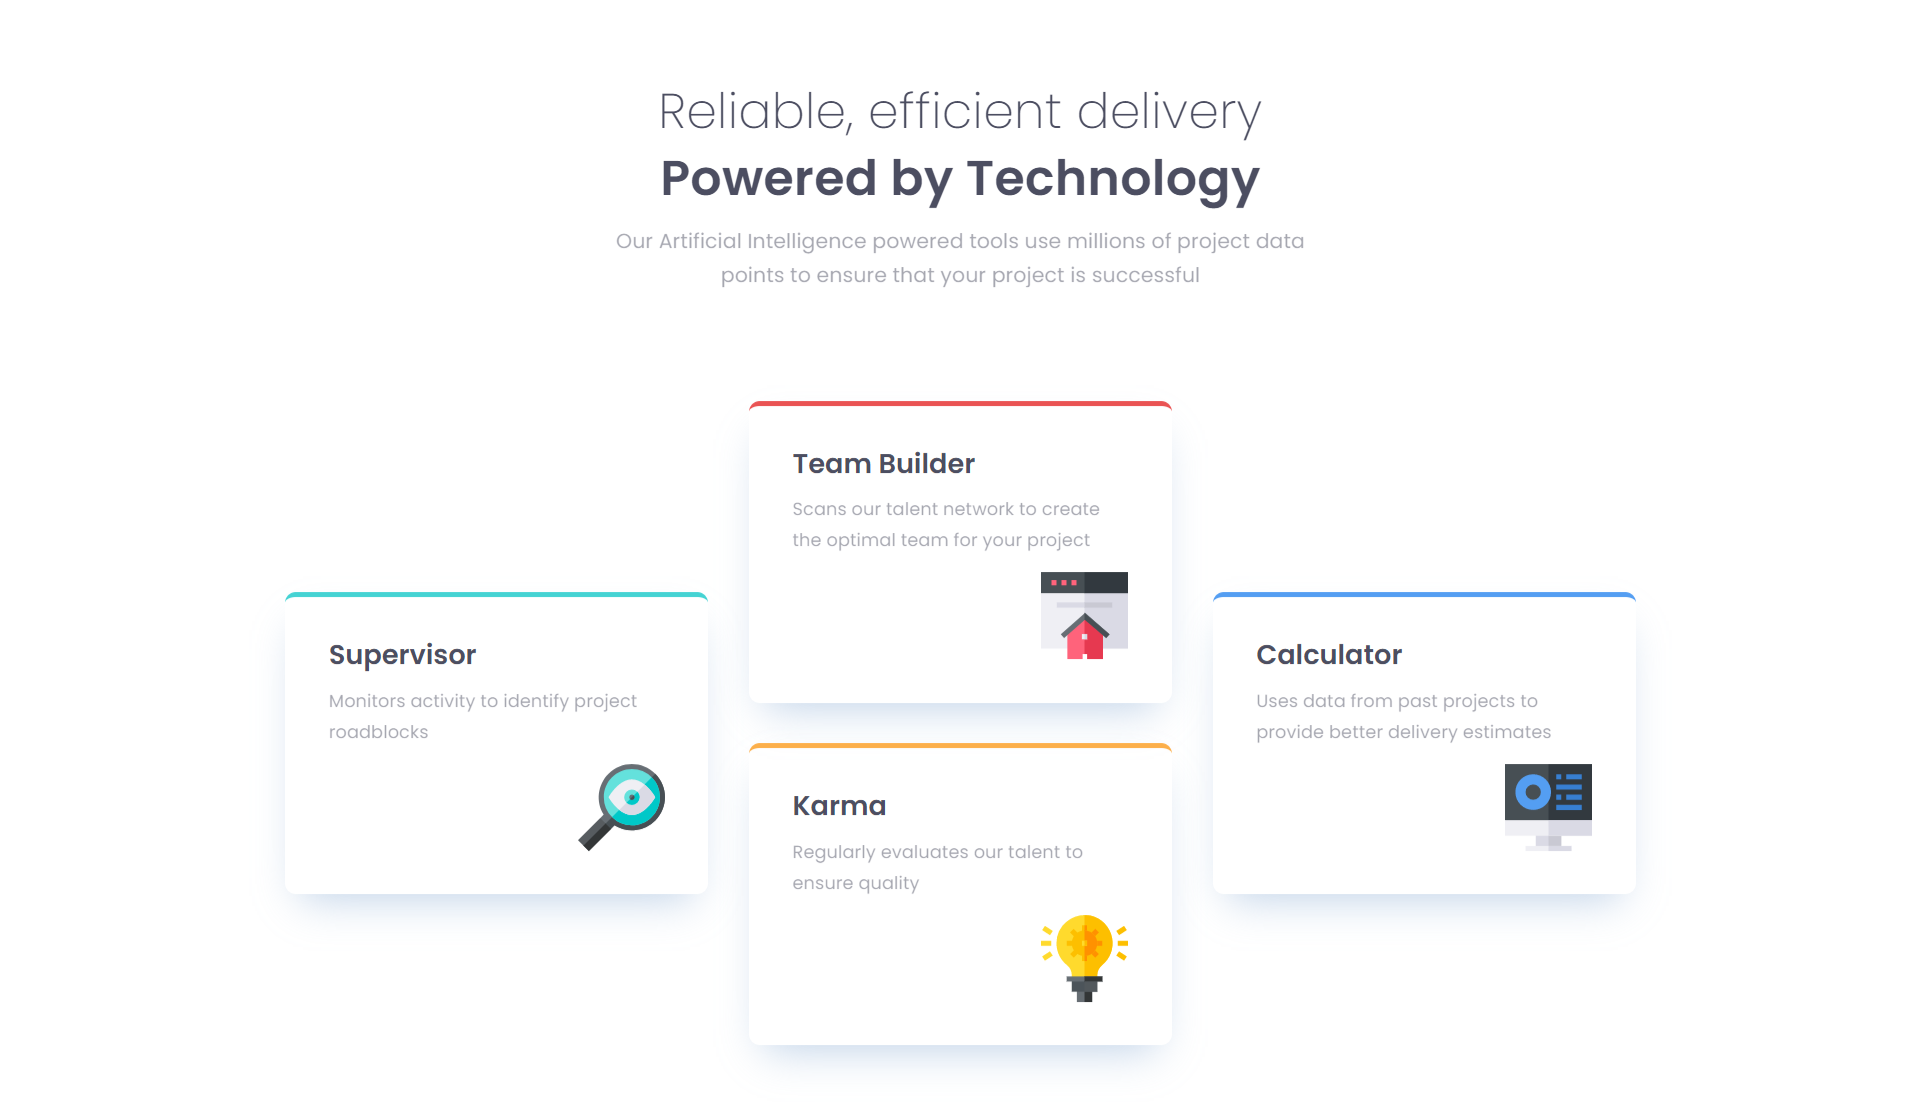 Reliable, efficient delivery
Powered by Technology
Our Artificial Intelligence powered tools use millions of project data
points to ensure that your project is successful
Team Builder
Scans our talent network to create
the optimal team for your project
Supervisor
Monitors activity to identify project
roadblocks
Karma
Regularly evaluates our talent to
ensure quality
Calculator
Uses data from past projects to
provide better delivery estimates